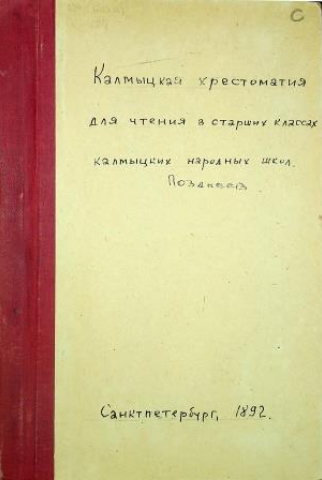 С
Калмыцкая хрестоматия
для чтения в старших классах
калмыцких народных школ.
Позднеев
Санктпетербург, 1892.